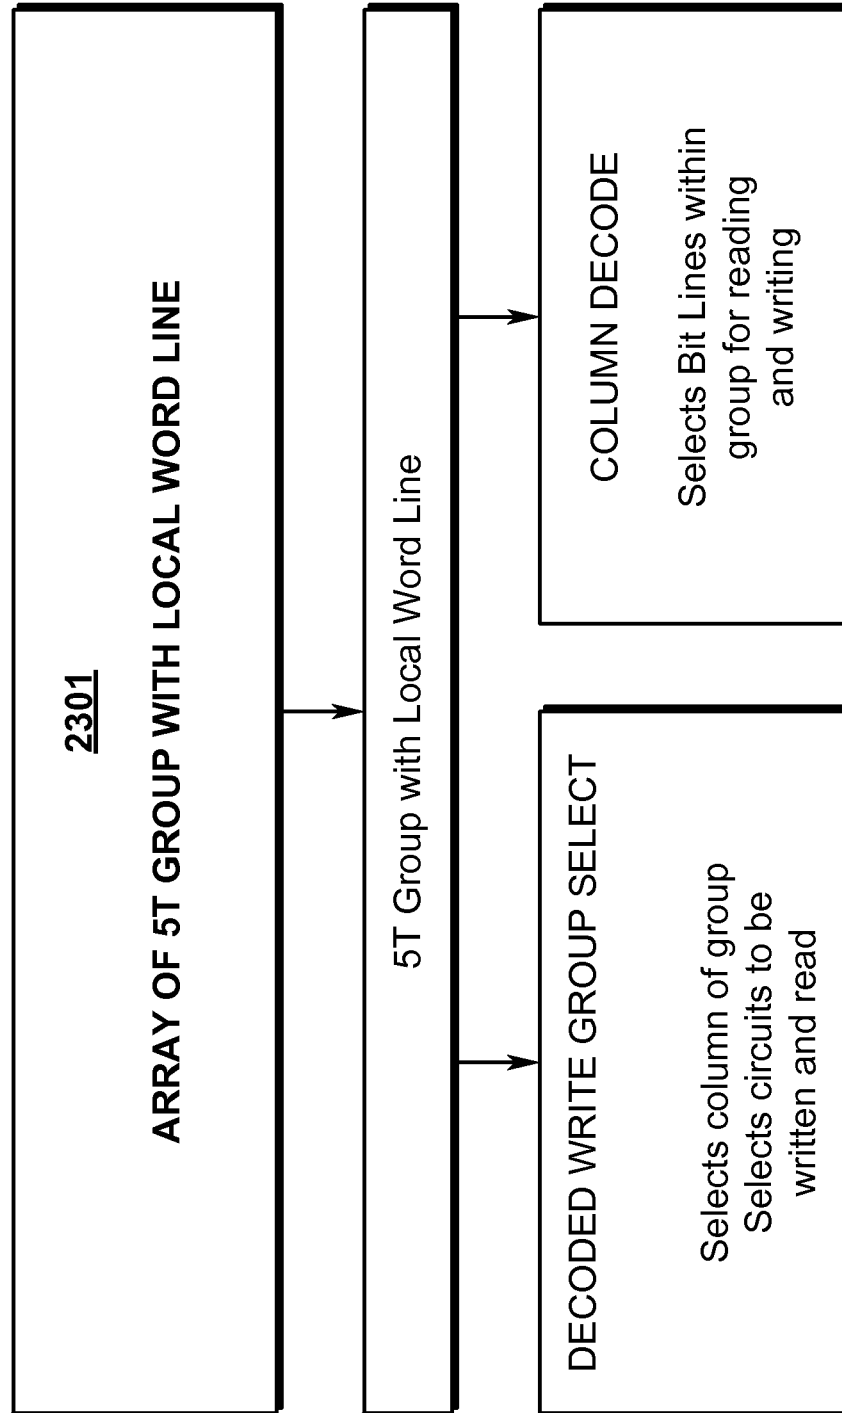 2301
ARRAY OF 5T GROUP WITH LOCAL WORD LINE
5T Group with Local Word Line
DECODED WRITE GROUP SELECT
Selects column of group
Selects circuits to be
written and read
COLUMN DECODE
Selects Bit Lines within
group for reading
and writing